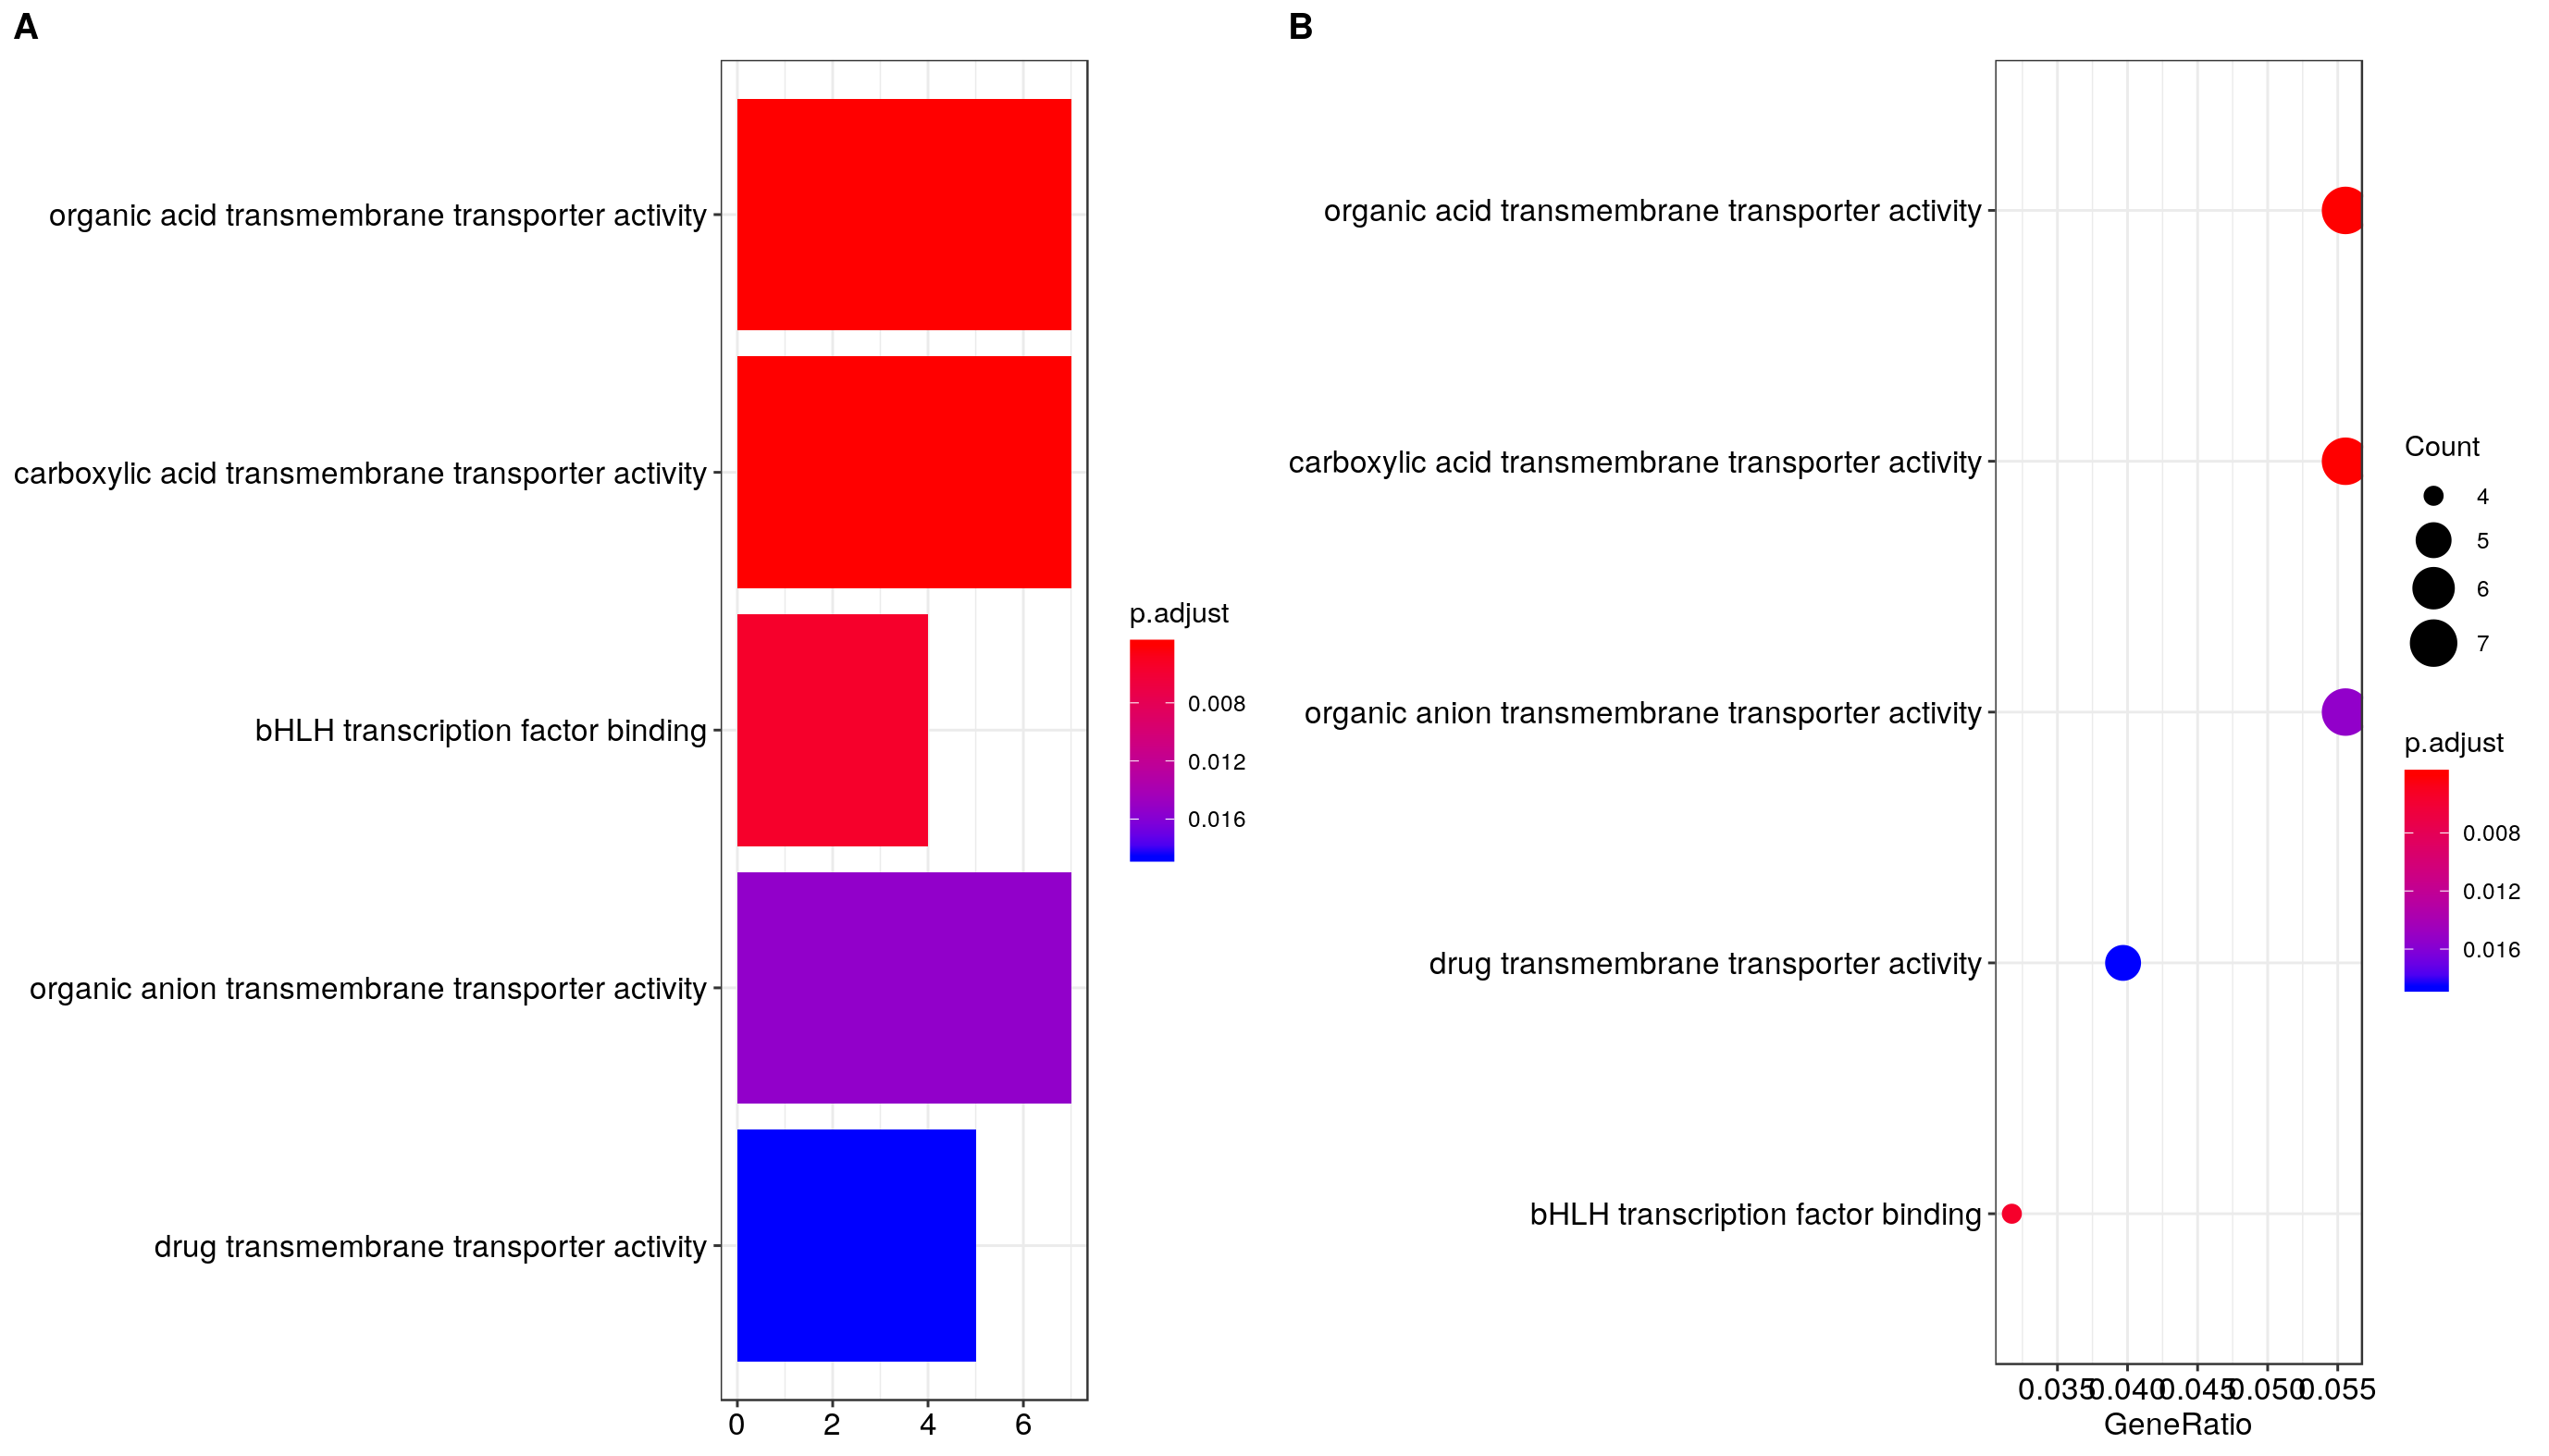 A
organic acid transmembrane transporter activity
carboxylic acid transmembrane transporter activity
bHLH transcription factor binding
organic anion transmembrane transporter activity
drug transmembrane transporter activity
0 2 4 6
p.adjust
0.008
0.012
0.016
B
organic acid transmembrane transporter activity
carboxylic acid transmembrane transporter activity
organic anion transmembrane transporter activity
drug transmembrane transporter activity
bHLH transcription factor binding
0.035 0.040 0.045 0.050 0.055
GeneRatio
Count
4
5
6
7
p.adjust
0.008
0.012
0.016